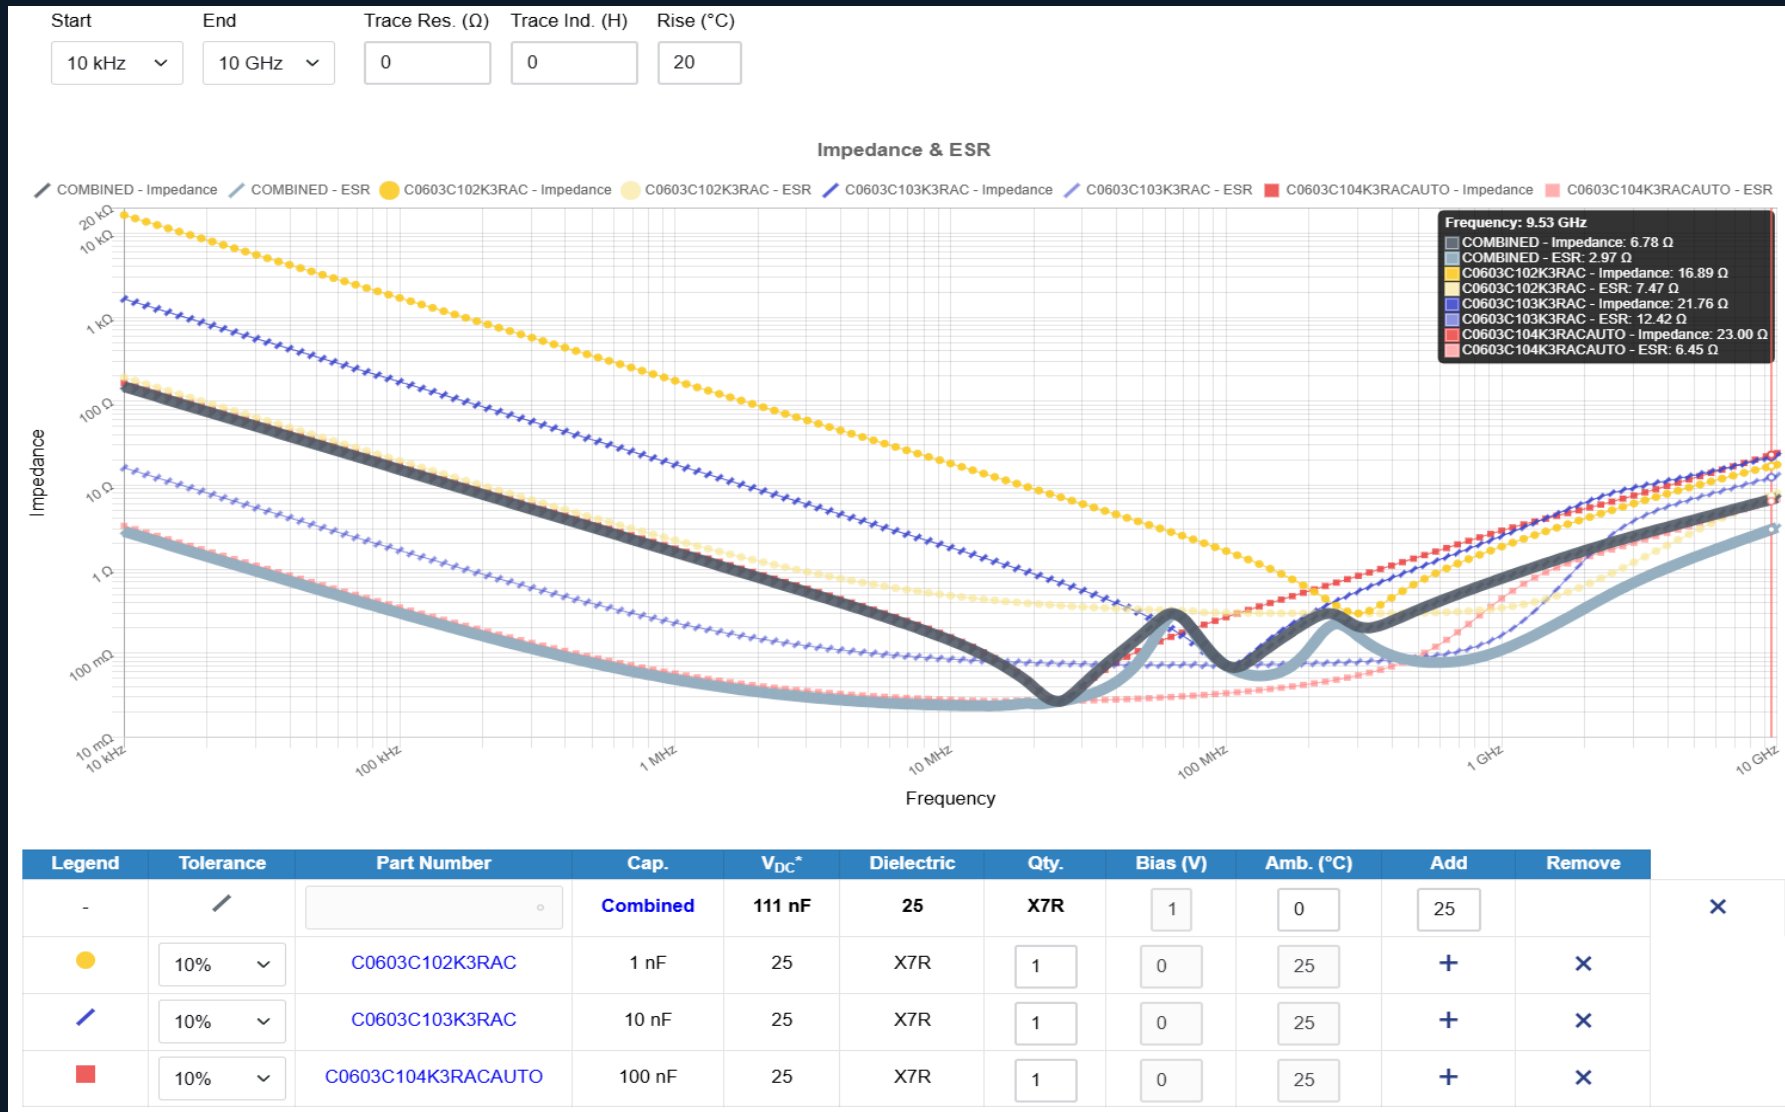 Start End Trace Res. (Ω) Trace Ind. (H) Rise (°C)
10 kHz 10 GHz 0 0 20
Impedance & ESR
COMBINED - Impedance COMBINED - ESR C0603C102K3RAC - Impedance C0603C102K3RAC - ESR C0603C103K3RAC - Impedance C0603C103K3RAC - ESR C0603C104K3RACAUTO - Impedance C0603C104K3RACAUTO - ESR
20 kΩ
10 kΩ
1 kΩ
100 Ω
10 Ω
1 Ω
100 mΩ
10 mΩ
Impedance
Frequency: 9.53 GHz
COMBINED - Impedance: 6.78 Ω
COMBINED - ESR: 2.97 Ω
C0603C102K3RAC - Impedance: 16.89 Ω
C0603C102K3RAC - ESR: 7.47 Ω
C0603C103K3RAC - Impedance: 21.76 Ω
C0603C103K3RAC - ESR: 12.42 Ω
C0603C104K3RACAUTO - Impedance: 23.00 Ω
C0603C104K3RACAUTO - ESR: 6.45 Ω
10 kHz 100 kHz 1 MHz 10 MHz 100 MHz 1 GHz 10 GHz
Frequency
Legend Tolerance Part Number Cap. VDC* Dielectric Qty. Bias (V) Amb. (°C) Add Remove
- Combined 111 nF 25 X7R 1 0 25 ×
10% C0603C102K3RAC 1 nF 25 X7R 1 0 25 + ×
10% C0603C103K3RAC 10 nF 25 X7R 1 0 25 + ×
10% C0603C104K3RACAUTO 100 nF 25 X7R 1 0 25 + ×